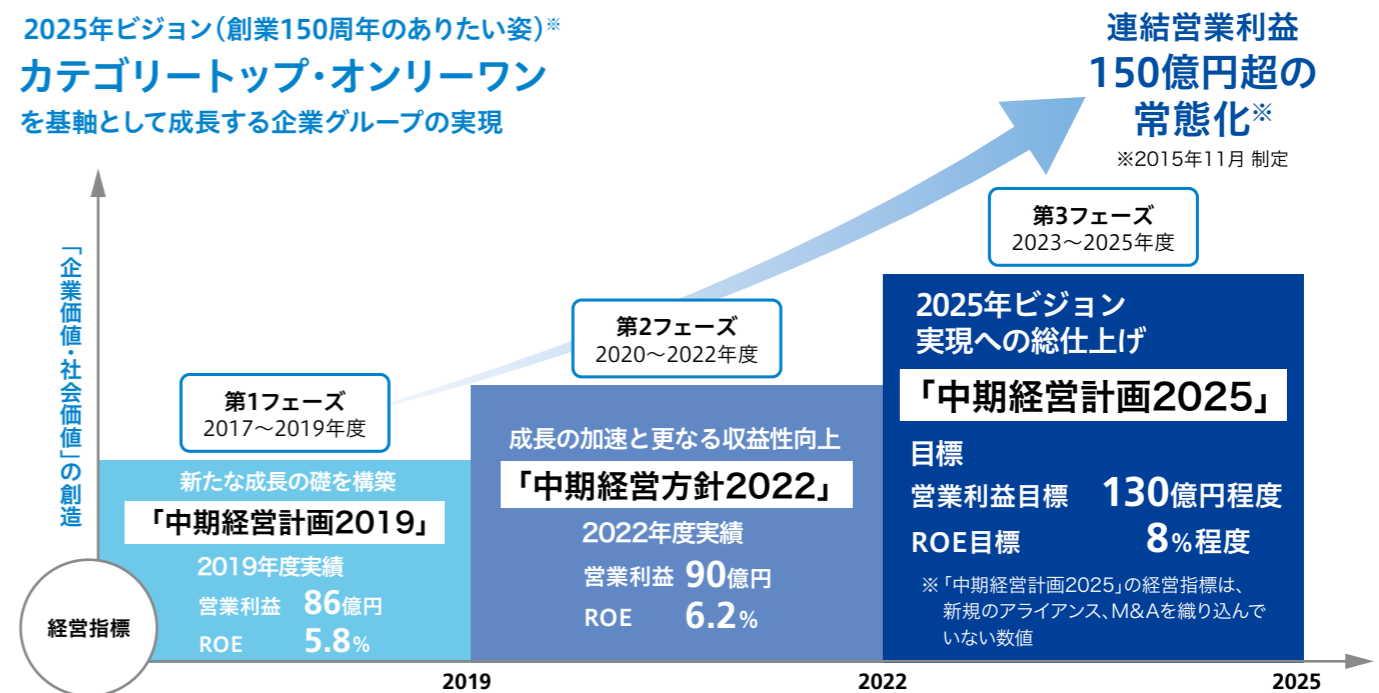 2025年ビジョン（創業150周年のありたい姿）※
カテゴリートップ・オンリーワン
を基軸として成長する企業グループの実現
連結営業利益
150億円超の
常態化※
※2015年11月 制定
「企業価値・社会価値」の創造
経営指標
第1フェーズ
2017〜2019年度
新たな成長の礎を構築
「中期経営計画2019」
2019年度実績
営業利益 86億円
ROE 5.8%
第2フェーズ
2020〜2022年度
成長の加速と更なる収益性向上
「中期経営方針2022」
2022年度実績
営業利益 90億円
ROE 6.2%
第3フェーズ
2023〜2025年度
2025年ビジョン
実現への総仕上げ
「中期経営計画2025」
目標
営業利益目標 130億円程度
ROE目標 8%程度
※「中期経営計画2025」の経営指標は、
新規のアライアンス、M&Aを織り込んで
いない数値
2019
2022
2025